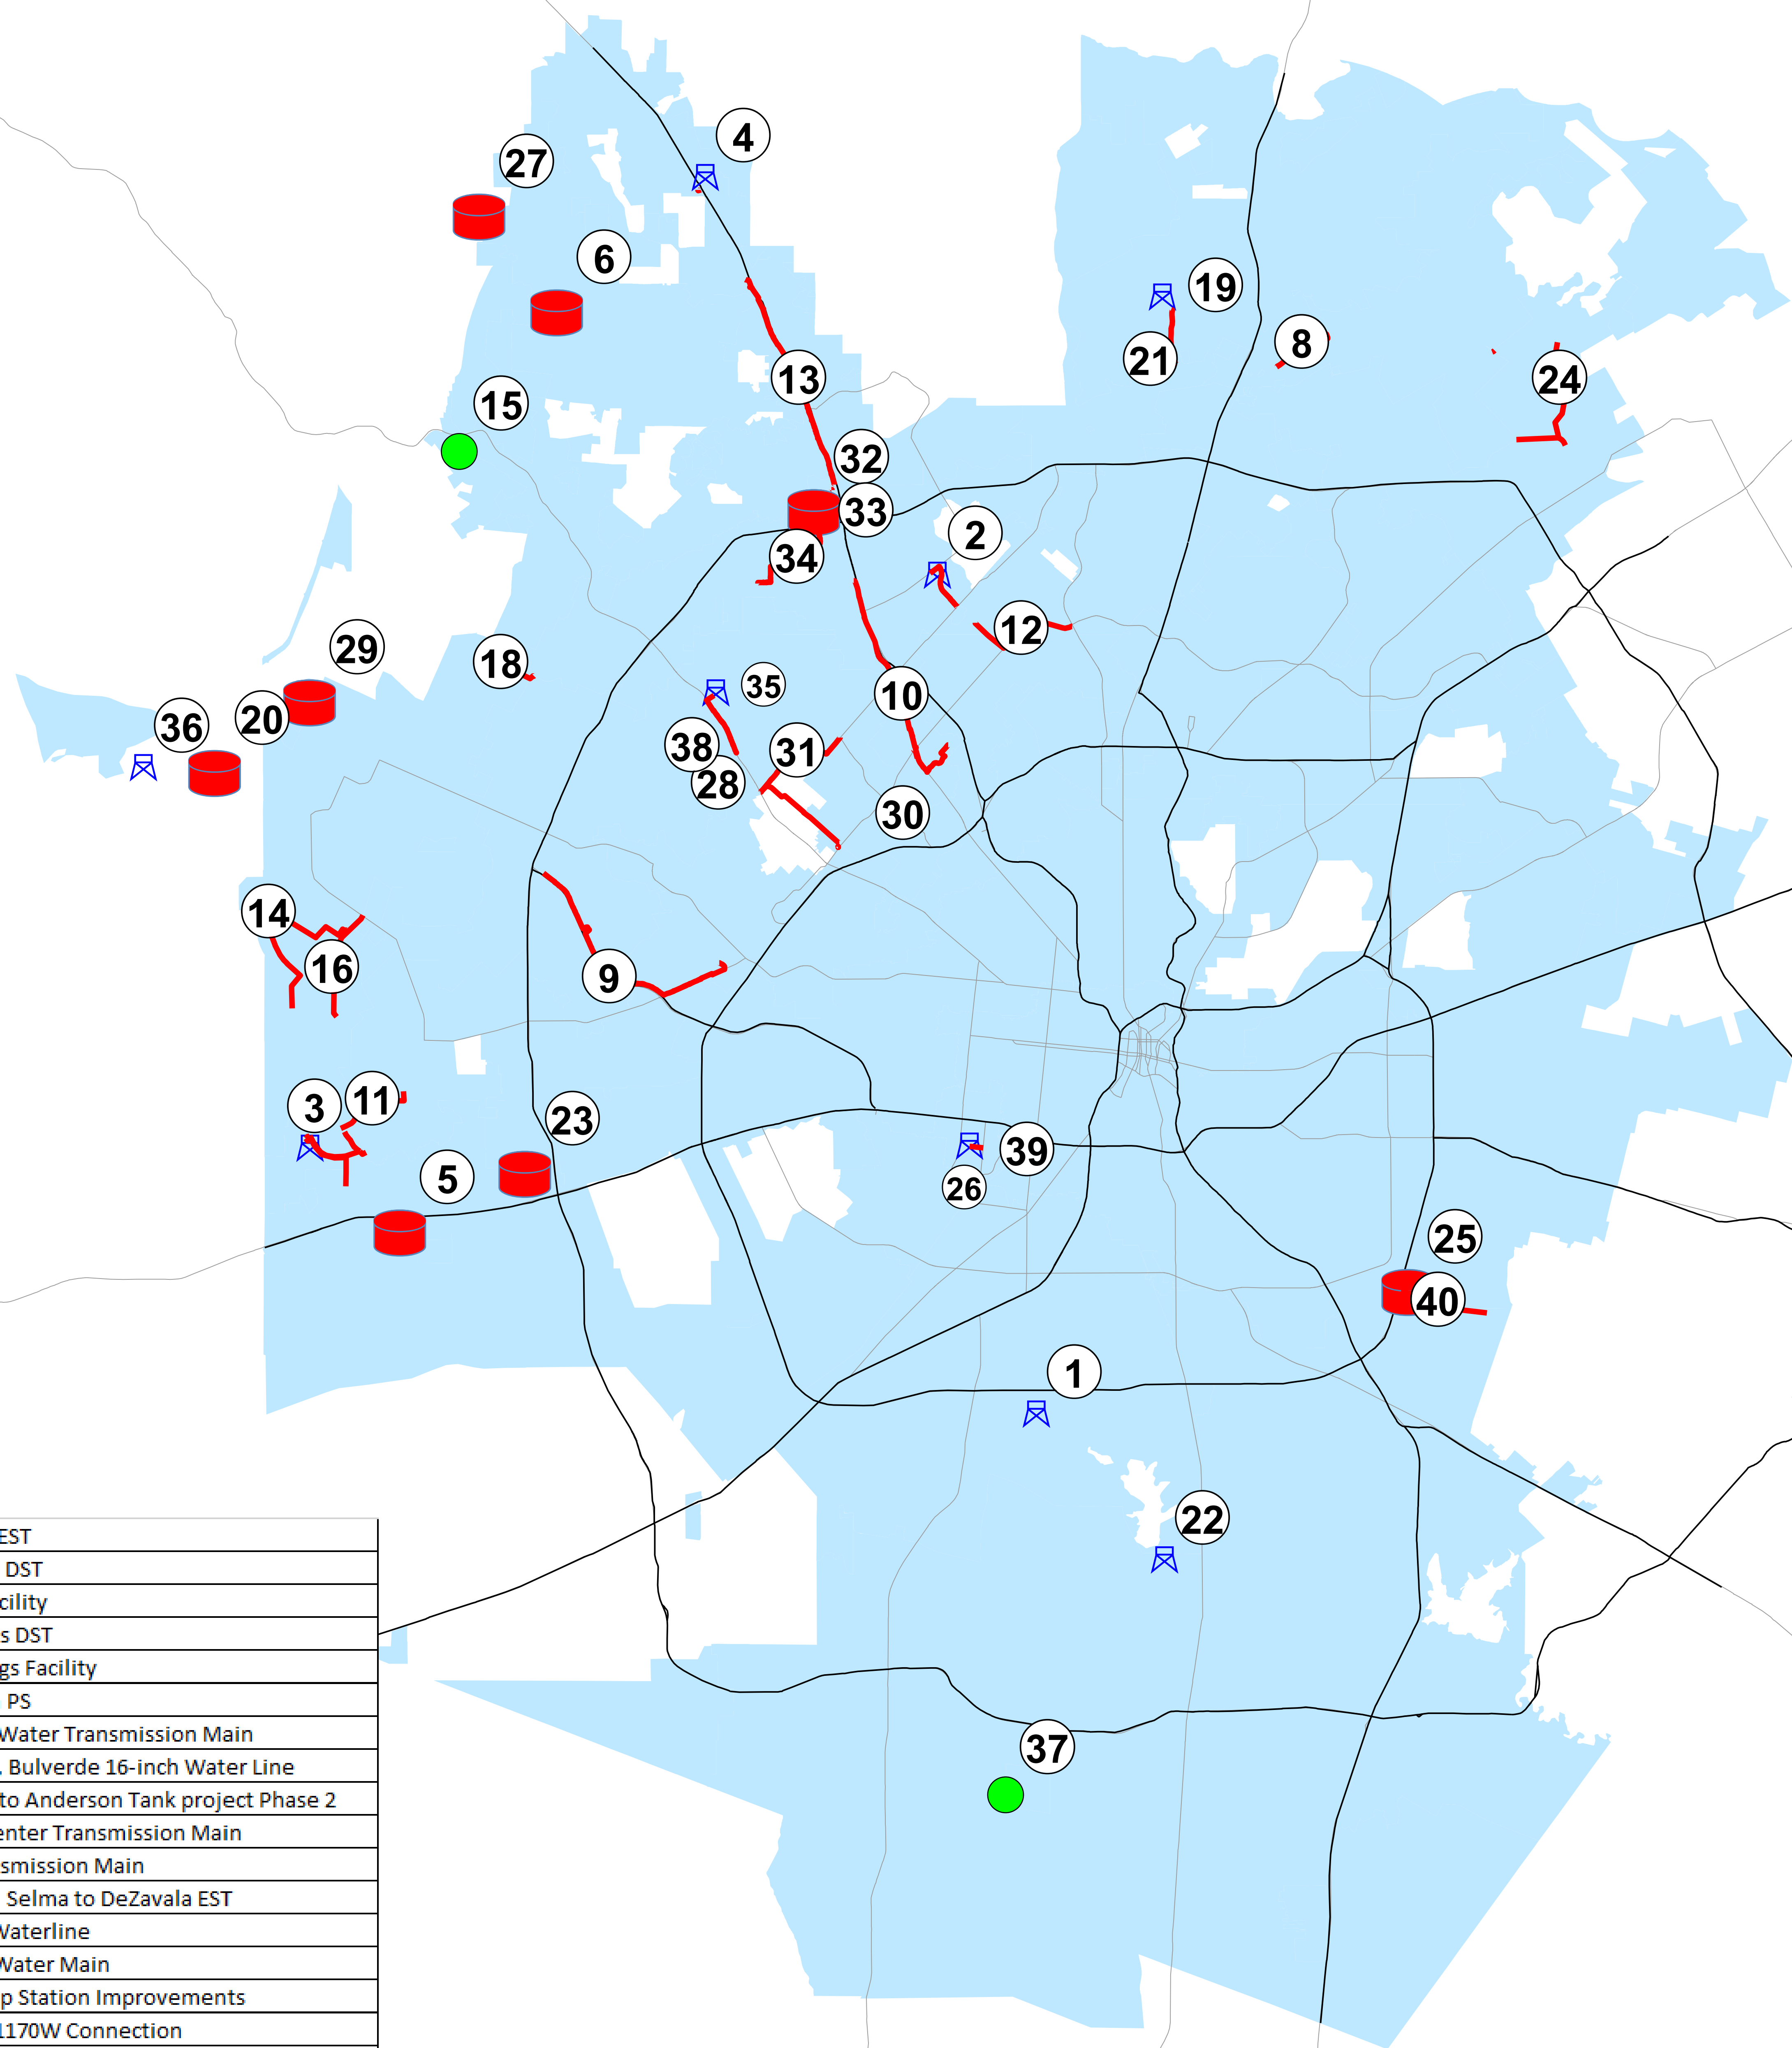 4
27
6
19
8
21
13
24
15
32
33
2
34
12
29
18
35
10
20
36
38
31
28
30
14
16
9
3
11
23
5
39
26
25
40
1
22
37
EST
DST
cility
s DST
gs Facility
PS
Water Transmission Main
. Bulverde 16-inch Water Line
to Anderson Tank project Phase 2
enter Transmission Main
smission Main
Selma to DeZavala EST
Waterline
Water Main
p Station Improvements
1170W Connection